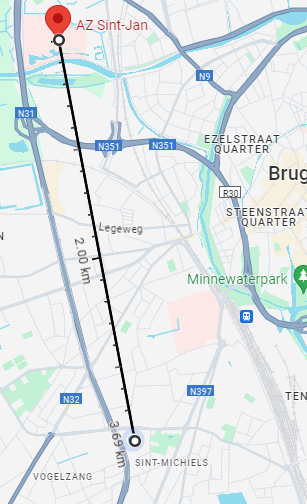 AZ Sint-Jan
N9
N31
N351
N351
EZELSTRAAT
QUARTER
Brug
R30
STEENSTRAAT
QUARTER
N
Legeweg
2.00 km
Minnewaterpark
N397
TEN
N32
3.69 km
SINT-MICHIELS
VOGELZANG